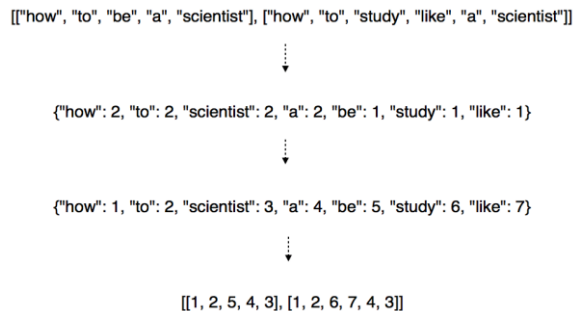 [["how", "to", "be", "a", "scientist"], ["how", "to", "study", "like", "a", "scientist"]]
{"how": 2, "to": 2, "scientist": 2, "a": 2, "be": 1, "study": 1, "like": 1}
{"how": 1, "to": 2, "scientist": 3, "a": 4, "be": 5, "study": 6, "like": 7}
[[1, 2, 5, 4, 3], [1, 2, 6, 7, 4, 3]]